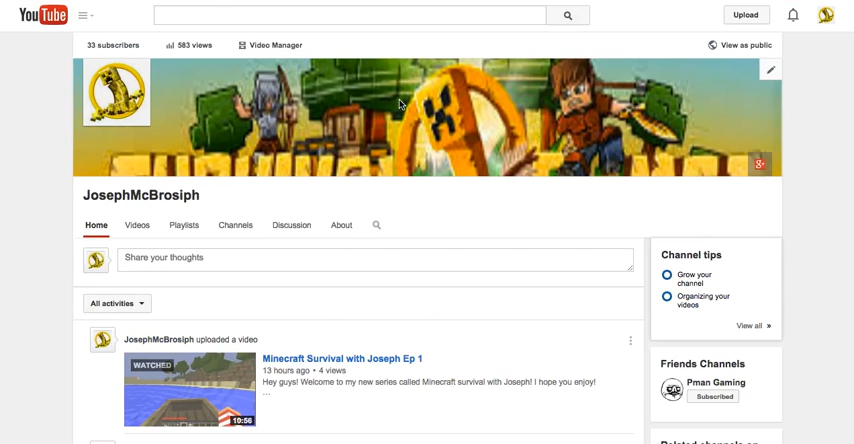 YouTube
Upload
33 subscribers
583 views
Video Manager
View as public
g+
JosephMcBrosiph
Home
Videos
Playlists
Channels
Discussion
About
Share your thoughts
All activities
JosephMcBrosiph uploaded a video
WATCHED
10:56
Minecraft Survival with Joseph Ep 1
13 hours ago • 4 views
Hey guys! Welcome to my new series called Minecraft survival with Joseph! I hope you enjoy!
...
Channel tips
Grow your
channel
Organizing your
videos
View all »
Friends Channels
Pman Gaming
Subscribed